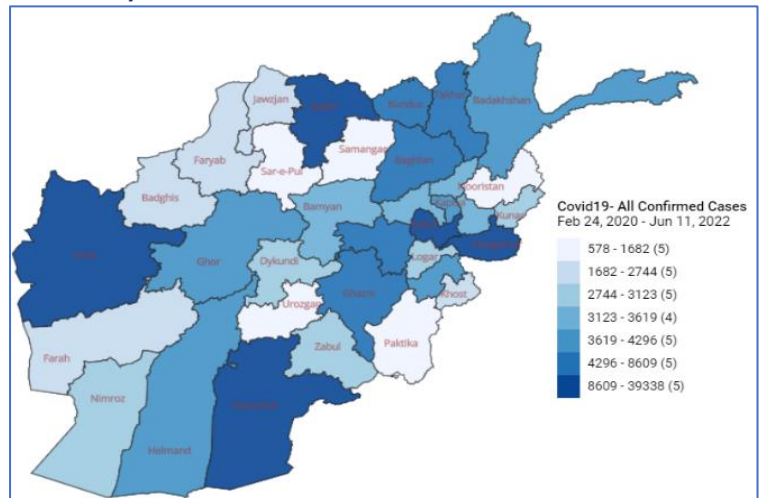 Jawzjan
Kunduz
Takhar
Badakhshan
Faryab
Sar-e-Pul
Samangan
Baghlan
Badghis
Nooristan
Bamyan
Kapisa
Kunar
Ghor
Dykundi
Logar
Urozgan
Ghazni
Khost
Farah
Zabul
Paktika
Nimroz
Helmand
Covid19- All Confirmed Cases
Feb 24, 2020 - Jun 11, 2022
578 - 1682 (5)
1682 - 2744 (5)
2744 - 3123 (5)
3123 - 3619 (4)
3619 - 4296 (5)
4296 - 8609 (5)
8609 - 39338 (5)